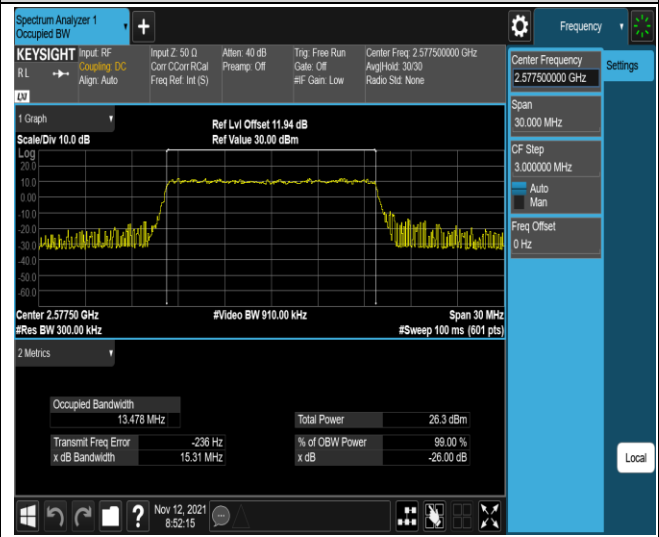 Spectrum Analyzer 1
Occupied BW
Frequency
KEYSIGHT Input: RF Input Z: 50 Ω Atten: 40 dB Trig: Free Run Center Freq: 2.577500000 GHz
RL Coupling: DC Corr CCorr RCal Preamp: Off Gate: Off Avg|Hold: 30/30
Align: Auto Freq Ref: Int (S) #IF Gain: Low Radio Std: None
LXI
Center Frequency
2.577500000 GHz
Settings
Span
30.000 MHz
CF Step
3.000000 MHz
Auto
Man
Freq Offset
0 Hz
1 Graph
Ref Lvl Offset 11.94 dB
Scale/Div 10.0 dB Ref Value 30.00 dBm
Log
20.0
10.0
0.00
-10.0
-20.0
-30.0
-40.0
-50.0
-60.0
Center 2.57750 GHz #Video BW 910.00 kHz Span 30 MHz
#Res BW 300.00 kHz #Sweep 100 ms (601 pts)
2 Metrics
Occupied Bandwidth
13.478 MHz
Total Power 26.3 dBm
Transmit Freq Error -236 Hz % of OBW Power 99.00 %
x dB Bandwidth 15.31 MHz x dB -26.00 dB
Local
Nov 12, 2021
8:52:15